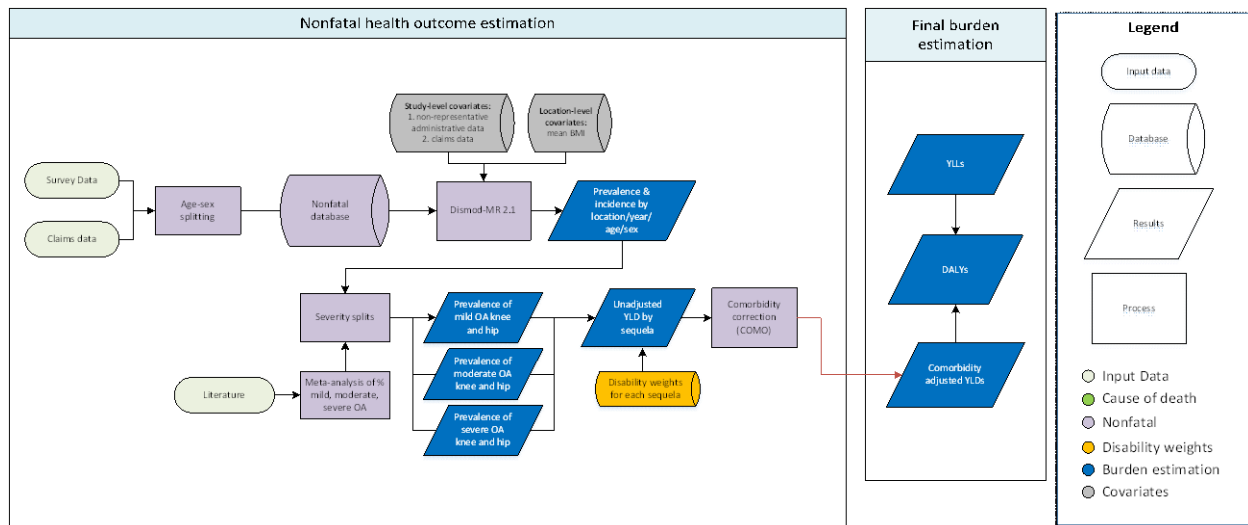 Nonfatal health outcome estimation
Final burden
estimation
Legend
Input data
Database
Results
Process
Input Data
Cause of death
Nonfatal
Disability weights
Burden estimation
Covariates
Study-level covariates:
1. non-representative
administrative data
2. claims data
Location-level
covariates:
mean BMI
Survey Data
Claims data
Age-sex
splitting
Nonfatal
database
Dismod-MR 2.1
Prevalence &
incidence by
location/year/
age/sex
Severity splits
Literature
Meta-analysis of %
mild, moderate,
severe OA
Prevalence of
mild OA knee
and hip
Prevalence of
moderate OA
knee and hip
Prevalence of
severe OA
knee and hip
Unadjusted
YLD by
sequela
Disability weights
for each sequela
Comorbidity
correction
(COMO)
YLLs
DALYs
Comorbidity
adjusted YLDs